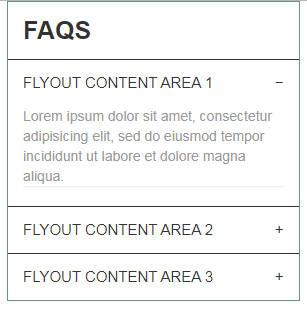 FAQS
FLYOUT CONTENT AREA 1 −
Lorem ipsum dolor sit amet, consectetur
adipisicing elit, sed do eiusmod tempor
incididunt ut labore et dolore magna
aliqua.
FLYOUT CONTENT AREA 2 +
FLYOUT CONTENT AREA 3 +